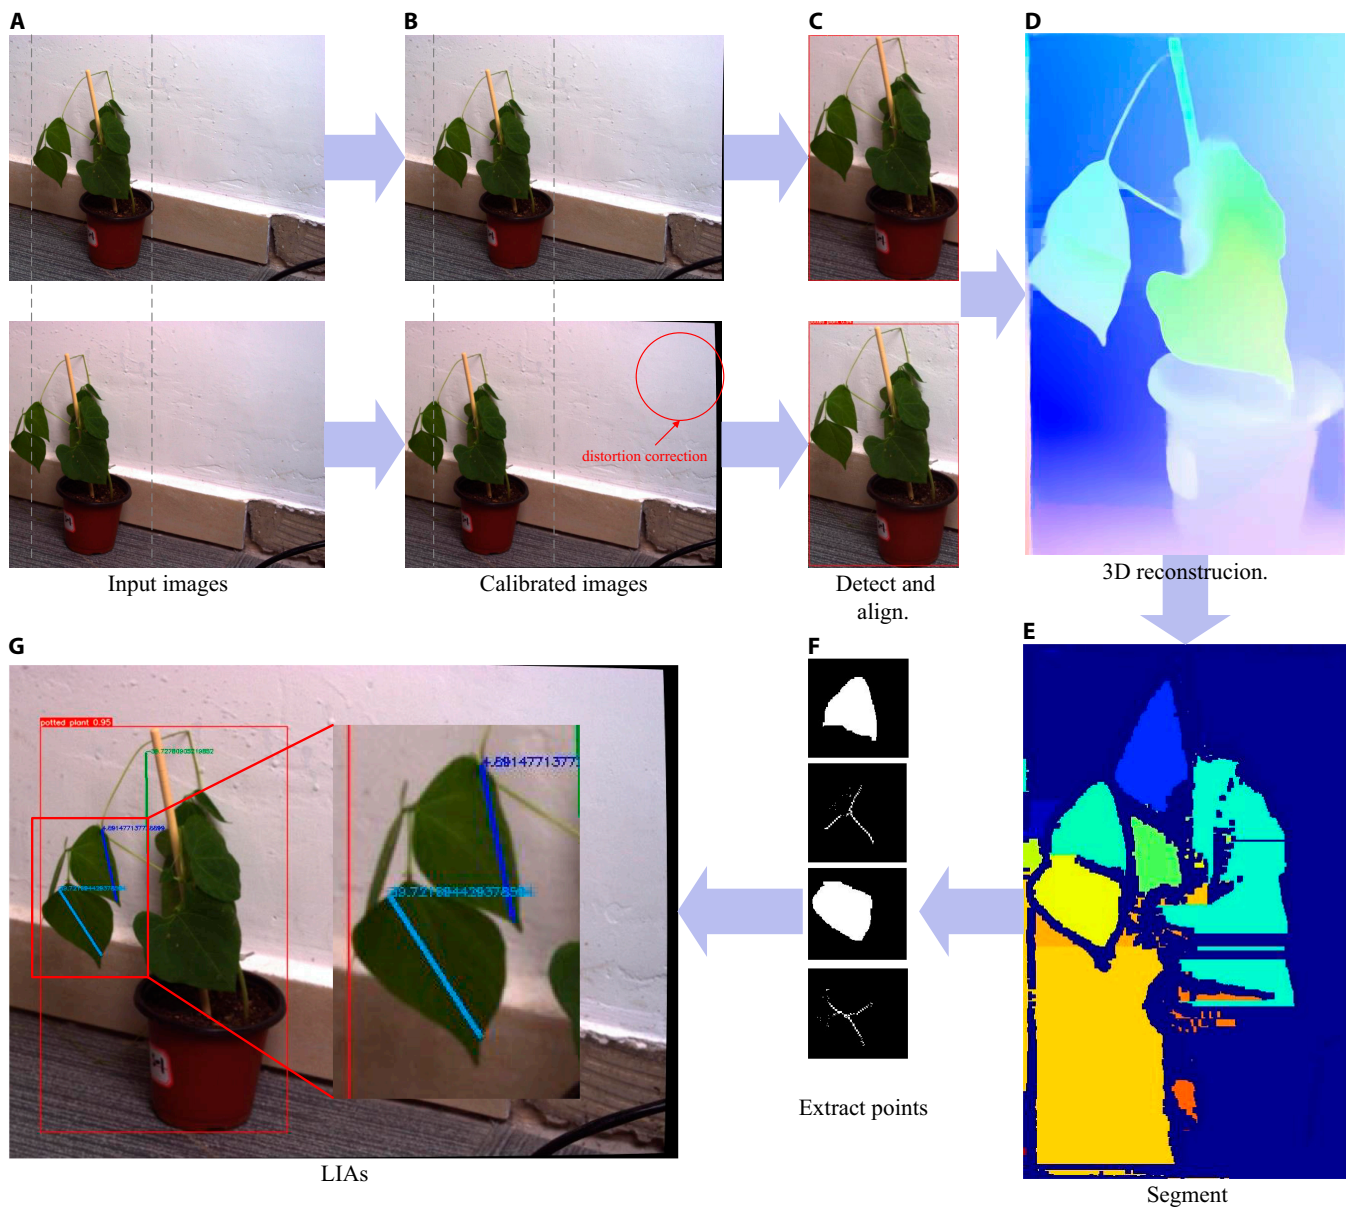 A
B
C
D
distortion correction
Input images
Calibrated images
Detect and
align.
3D reconstrucion.
G
F
E
potted plant 0.95
Extract points
LIAs
Segment